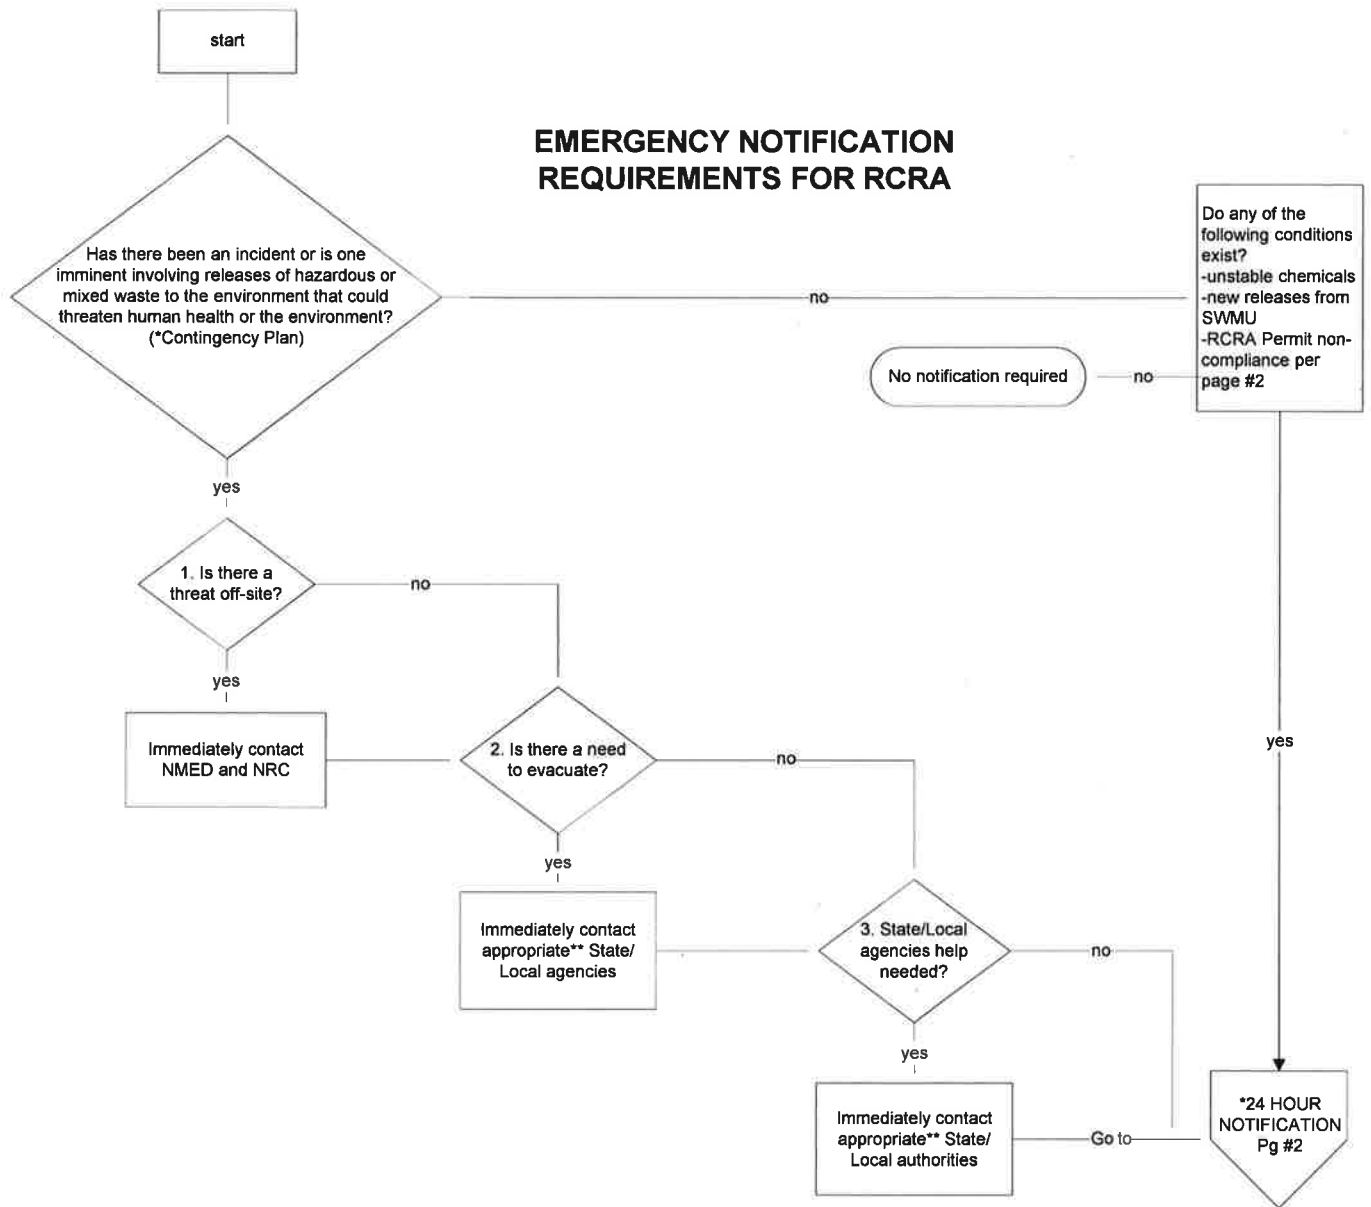 start
EMERGENCY NOTIFICATION
REQUIREMENTS FOR RCRA
Has there been an incident or is one
imminent involving releases of hazardous or
mixed waste to the environment that could
threaten human health or the environment?
(*Contingency Plan)
no
Do any of the
following conditions
exist?
-unstable chemicals
-new releases from
SWMU
-RCRA Permit non-
compliance per
page #2
No notification required
no
yes
1. Is there a
threat off-site?
no
yes
Immediately contact
NMED and NRC
2. Is there a need
to evacuate?
no
yes
yes
Immediately contact
appropriate** State/
Local agencies
3. State/Local
agencies help
needed?
no
yes
Immediately contact
appropriate** State/
Local authorities
Go to
*24 HOUR
NOTIFICATION
Pg #2